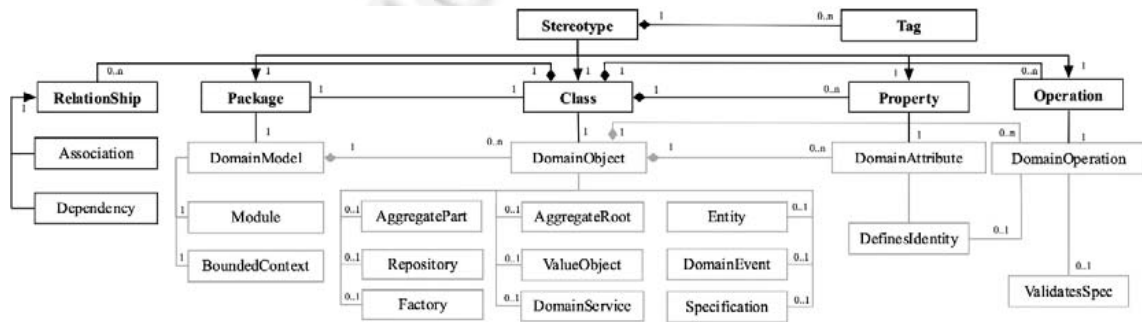 Stereotype 1 0..n Tag
0..n 1 1 1 1 0..n 1
RelationShip Package 1 1 Class 1 0..n Property Operation
1
1 1 1 1
Association DomainModel 1 0..n DomainObject 1 0..n DomainAttribute 0..n DomainOperation
Dependency 1 Module 0..1 AggregatePart 0..1 AggregateRoot Entity 0..1
1 BoundedContext 0..1 Repository 0..1 ValueObject DomainEvent 0..1 DefinesIdentity 0..1
0..1 Factory 0..1 DomainService Specification 0..1 0..1 ValidatesSpec